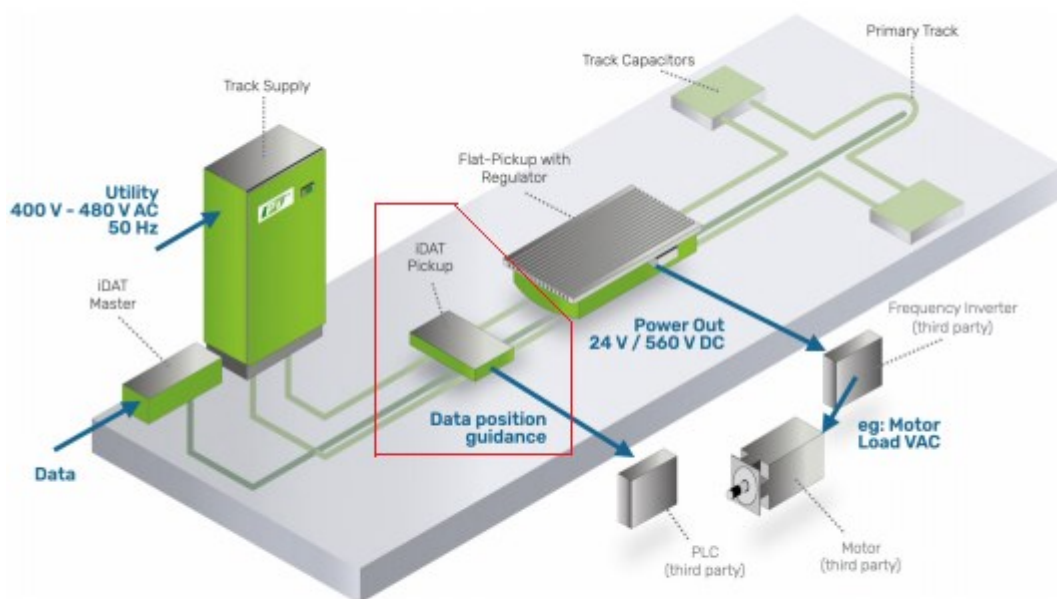 Primary Track
Track Capacitors
Track Supply
Flat-Pickup with
Regulator
Utility
400 V - 480 V AC
50 Hz
iDAT
Pickup
iDAT
Master
Frequency Inverter
(third party)
Power Out
24 V / 560 V DC
Data position
guidance
eg: Motor
Load VAC
Data
PLC
(third party)
Motor
(third party)